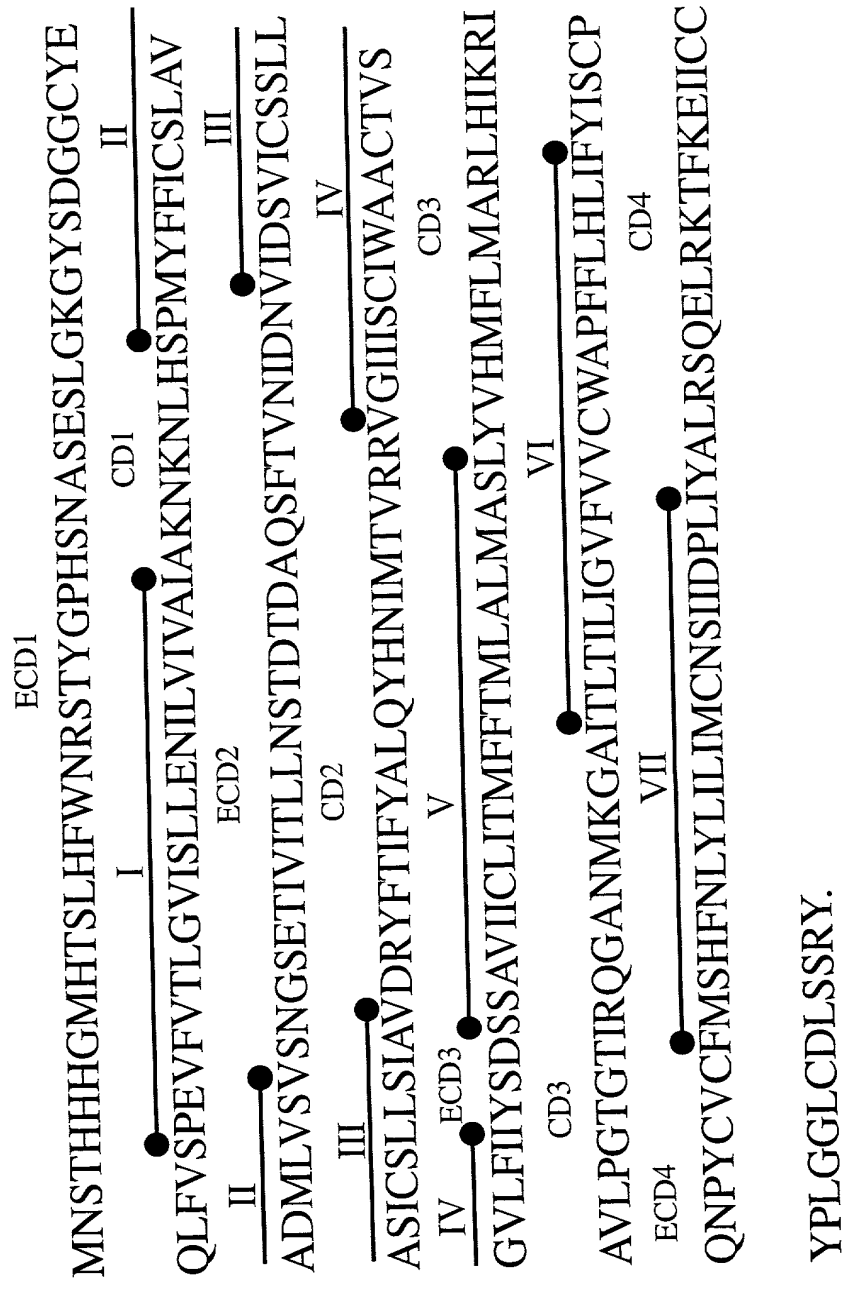 ECD1
MNSTHHHGMHTSLHFWNRSTYGPHSNASESLGKGYSDGGCYE
I CD1 II
QLFVSPEVFVTLGVISLLENILVIVAIAKNKNLHSPMYFFICSLAV
II ECD2 III
ADMLVSVSNGSETIVITLLNSTDTDAQSFTVNIDNVIDSVICSSLL
III CD2 IV
ASICSLLSIAVDRYFTIFYALQYHNIMTVRRVGIIISCIWAACTVS
IV ECD3 V CD3
GVLFIIYSDSSAVIICLITMFFTMLALMASLYVHMFLMARLHIKRI
CD3 VI
AVLPGTGTIRQGANMKGAITLTILIGVFVVCWAPFFLHLIFYISCP
ECD4 VII CD4
QNPYCVCFMSHFNLYLILIMCNSIIDPLIYALRSQELRKTFKEIICC
YPLGGLCDLSSRY.